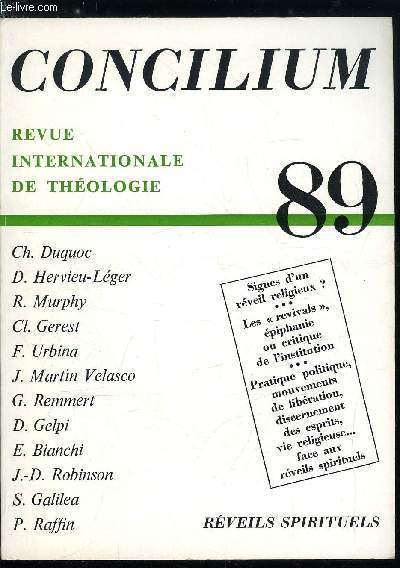 www.le-livre.com
CONCILIUM
REVUE
INTERNATIONALE
DE THÉOLOGIE
89
Ch. Duquoc
D. Hervieu-Léger
R. Murphy
Cl. Gerest
F. Urbina
J. Martin Velasco
G. Remmert
D. Gelpi
E. Bianchi
J.-D. Robinson
S. Galilea
P. Raffin
Signes d'un
réveil religieux ?
•••
Les « revivals »,
épiphanie
ou critique
de l'institution
•••
Pratique politique,
mouvements
de libération,
discernement
des esprits,
vie religieuse...
face aux
réveils spirituels
RÉVEILS SPIRITUELS